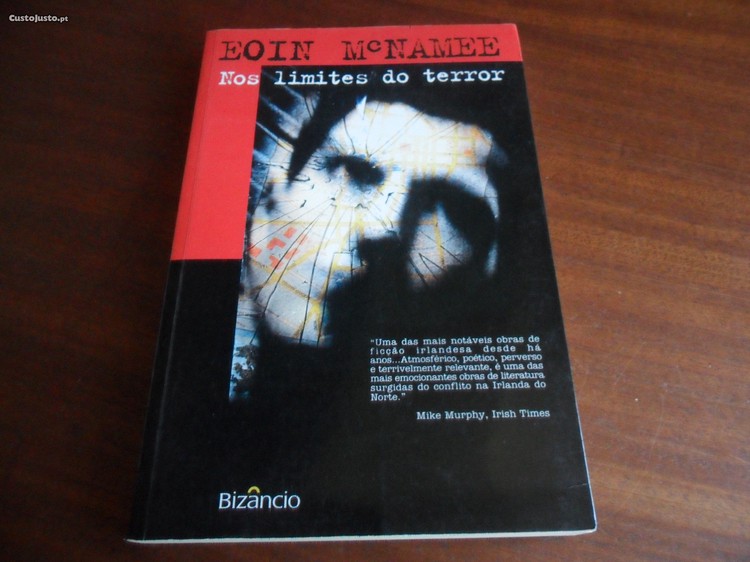 CustoJusto.pt
EOIN McNAMEE
Nos limites do terror
"Uma das mais notáveis obras de
ficção irlandesa desde há
anos...Atmosférico, poético, perverso
e terrivelmente relevante, é uma das
mais emocionantes obras de literatura
surgidas do conflito na Irlanda do
Norte."
Mike Murphy, Irish Times
Bizâncio